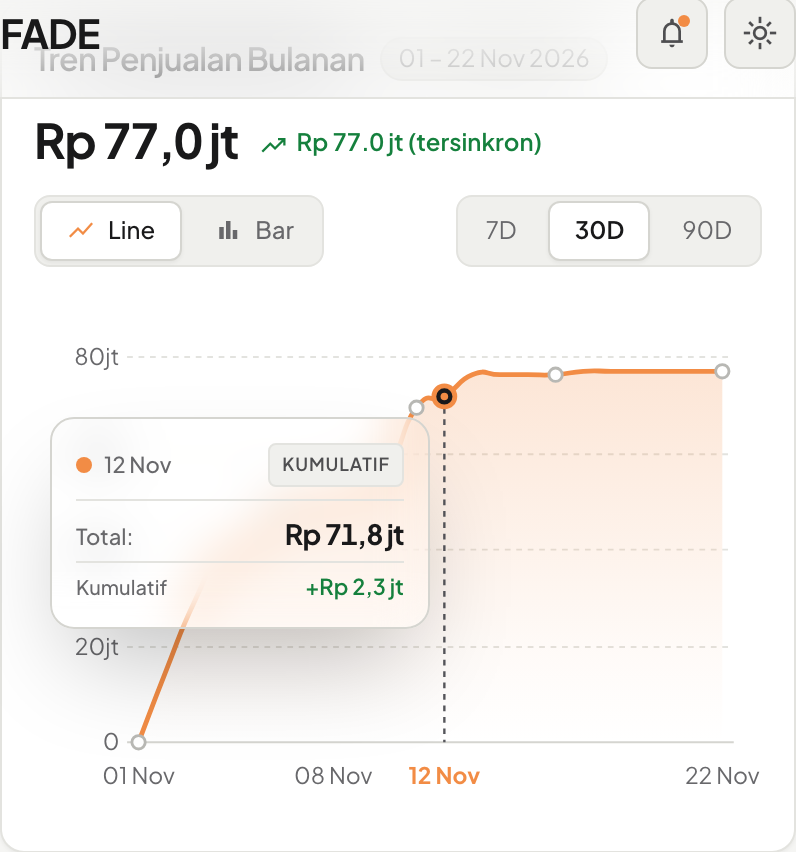 FADE
Tren Penjualan Bulanan 01 – 22 Nov 2026
Rp 77,0 jt Rp 77.0 jt (tersinkron)
Line Bar 7D 30D 90D
80jt
12 Nov KUMULATIF
Total: Rp 71,8 jt
Kumulatif +Rp 2,3 jt
20jt
0
01 Nov 08 Nov 12 Nov 22 Nov